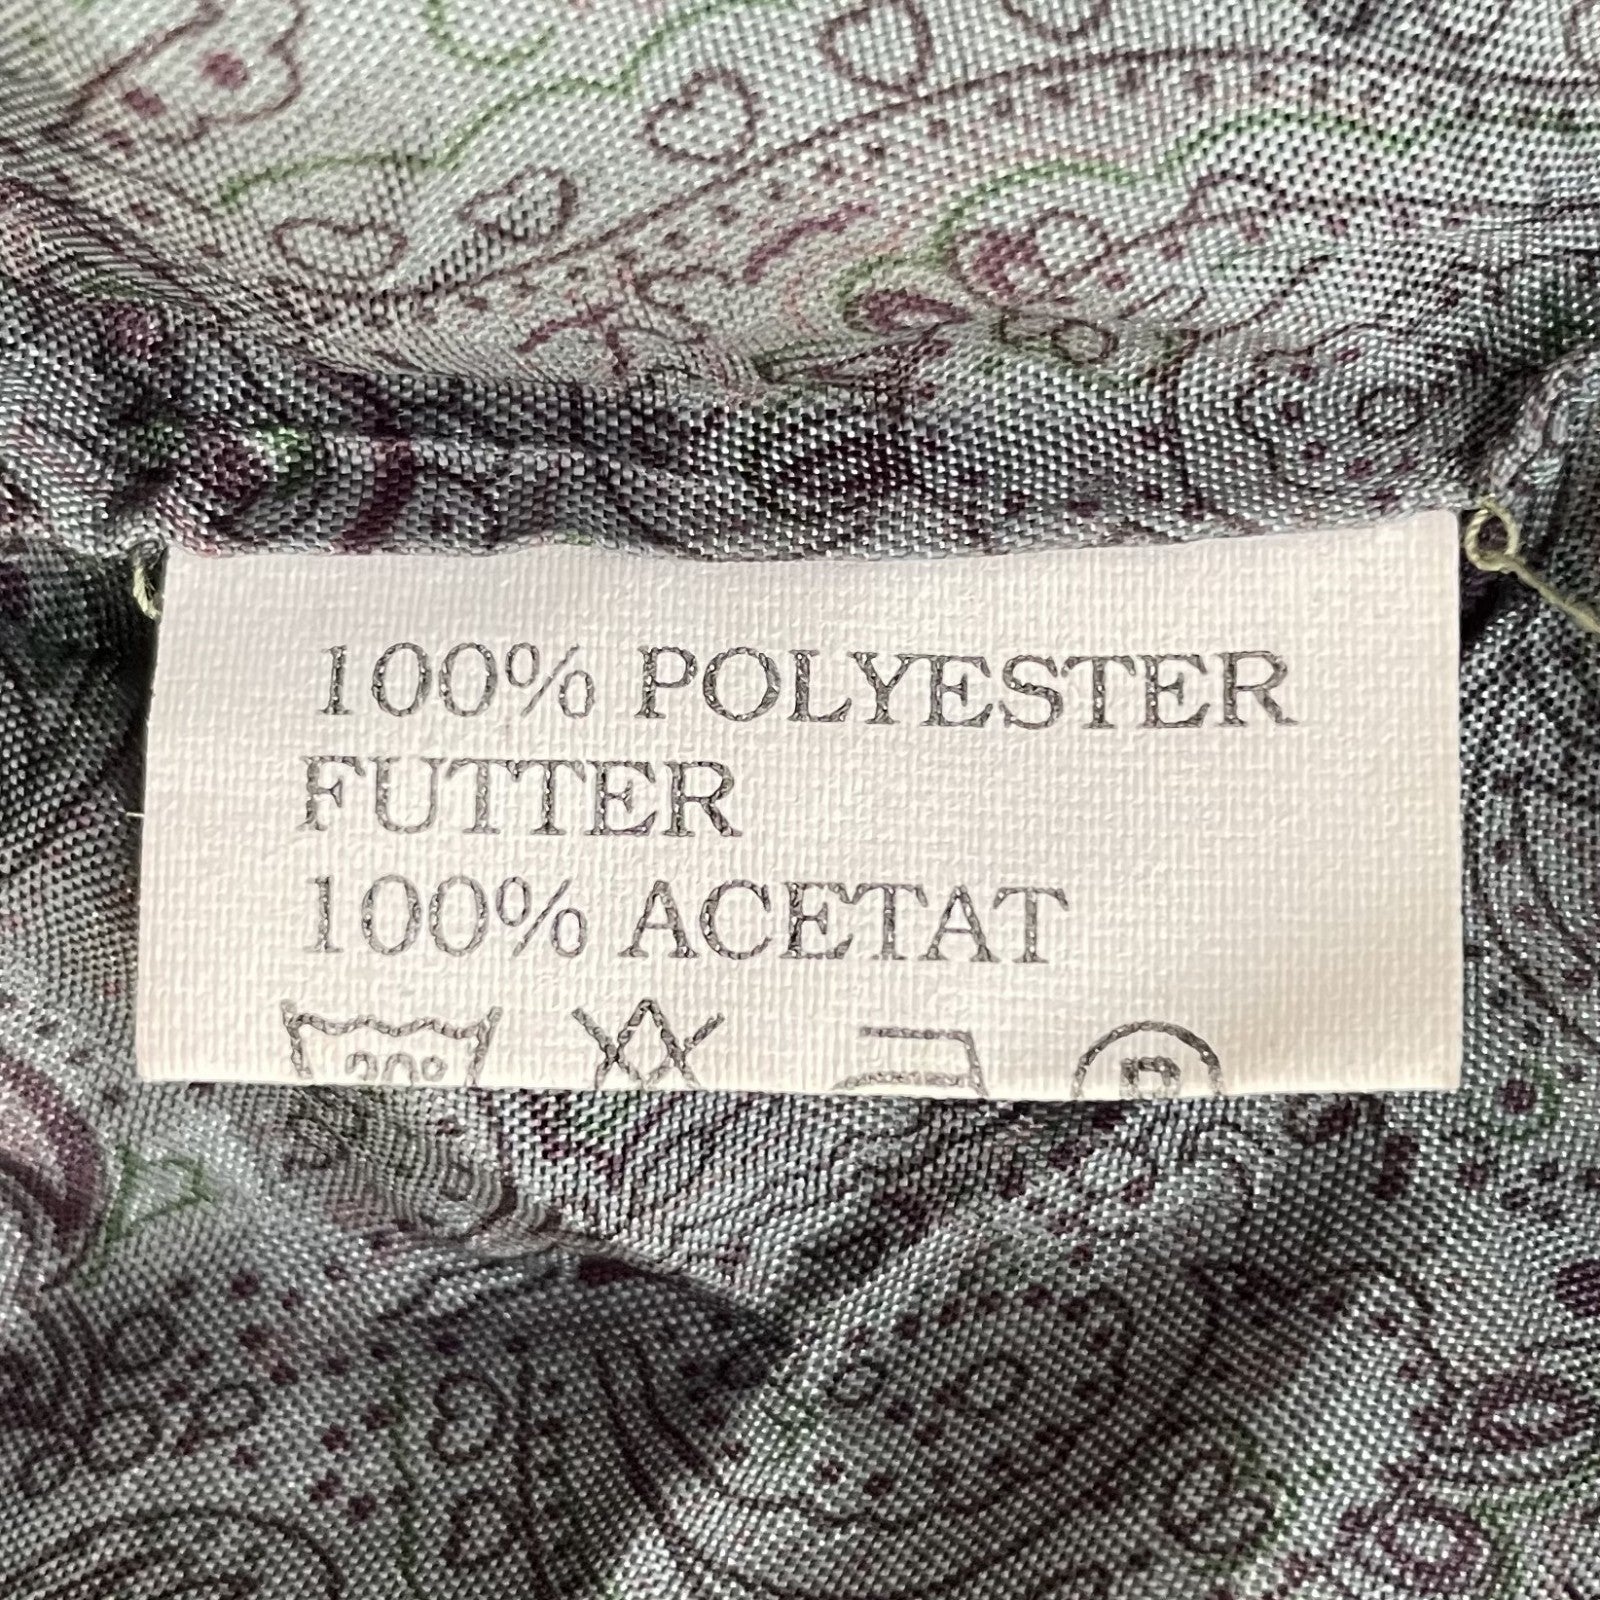 100% POLYESTER
FUTTER
100% ACETAT